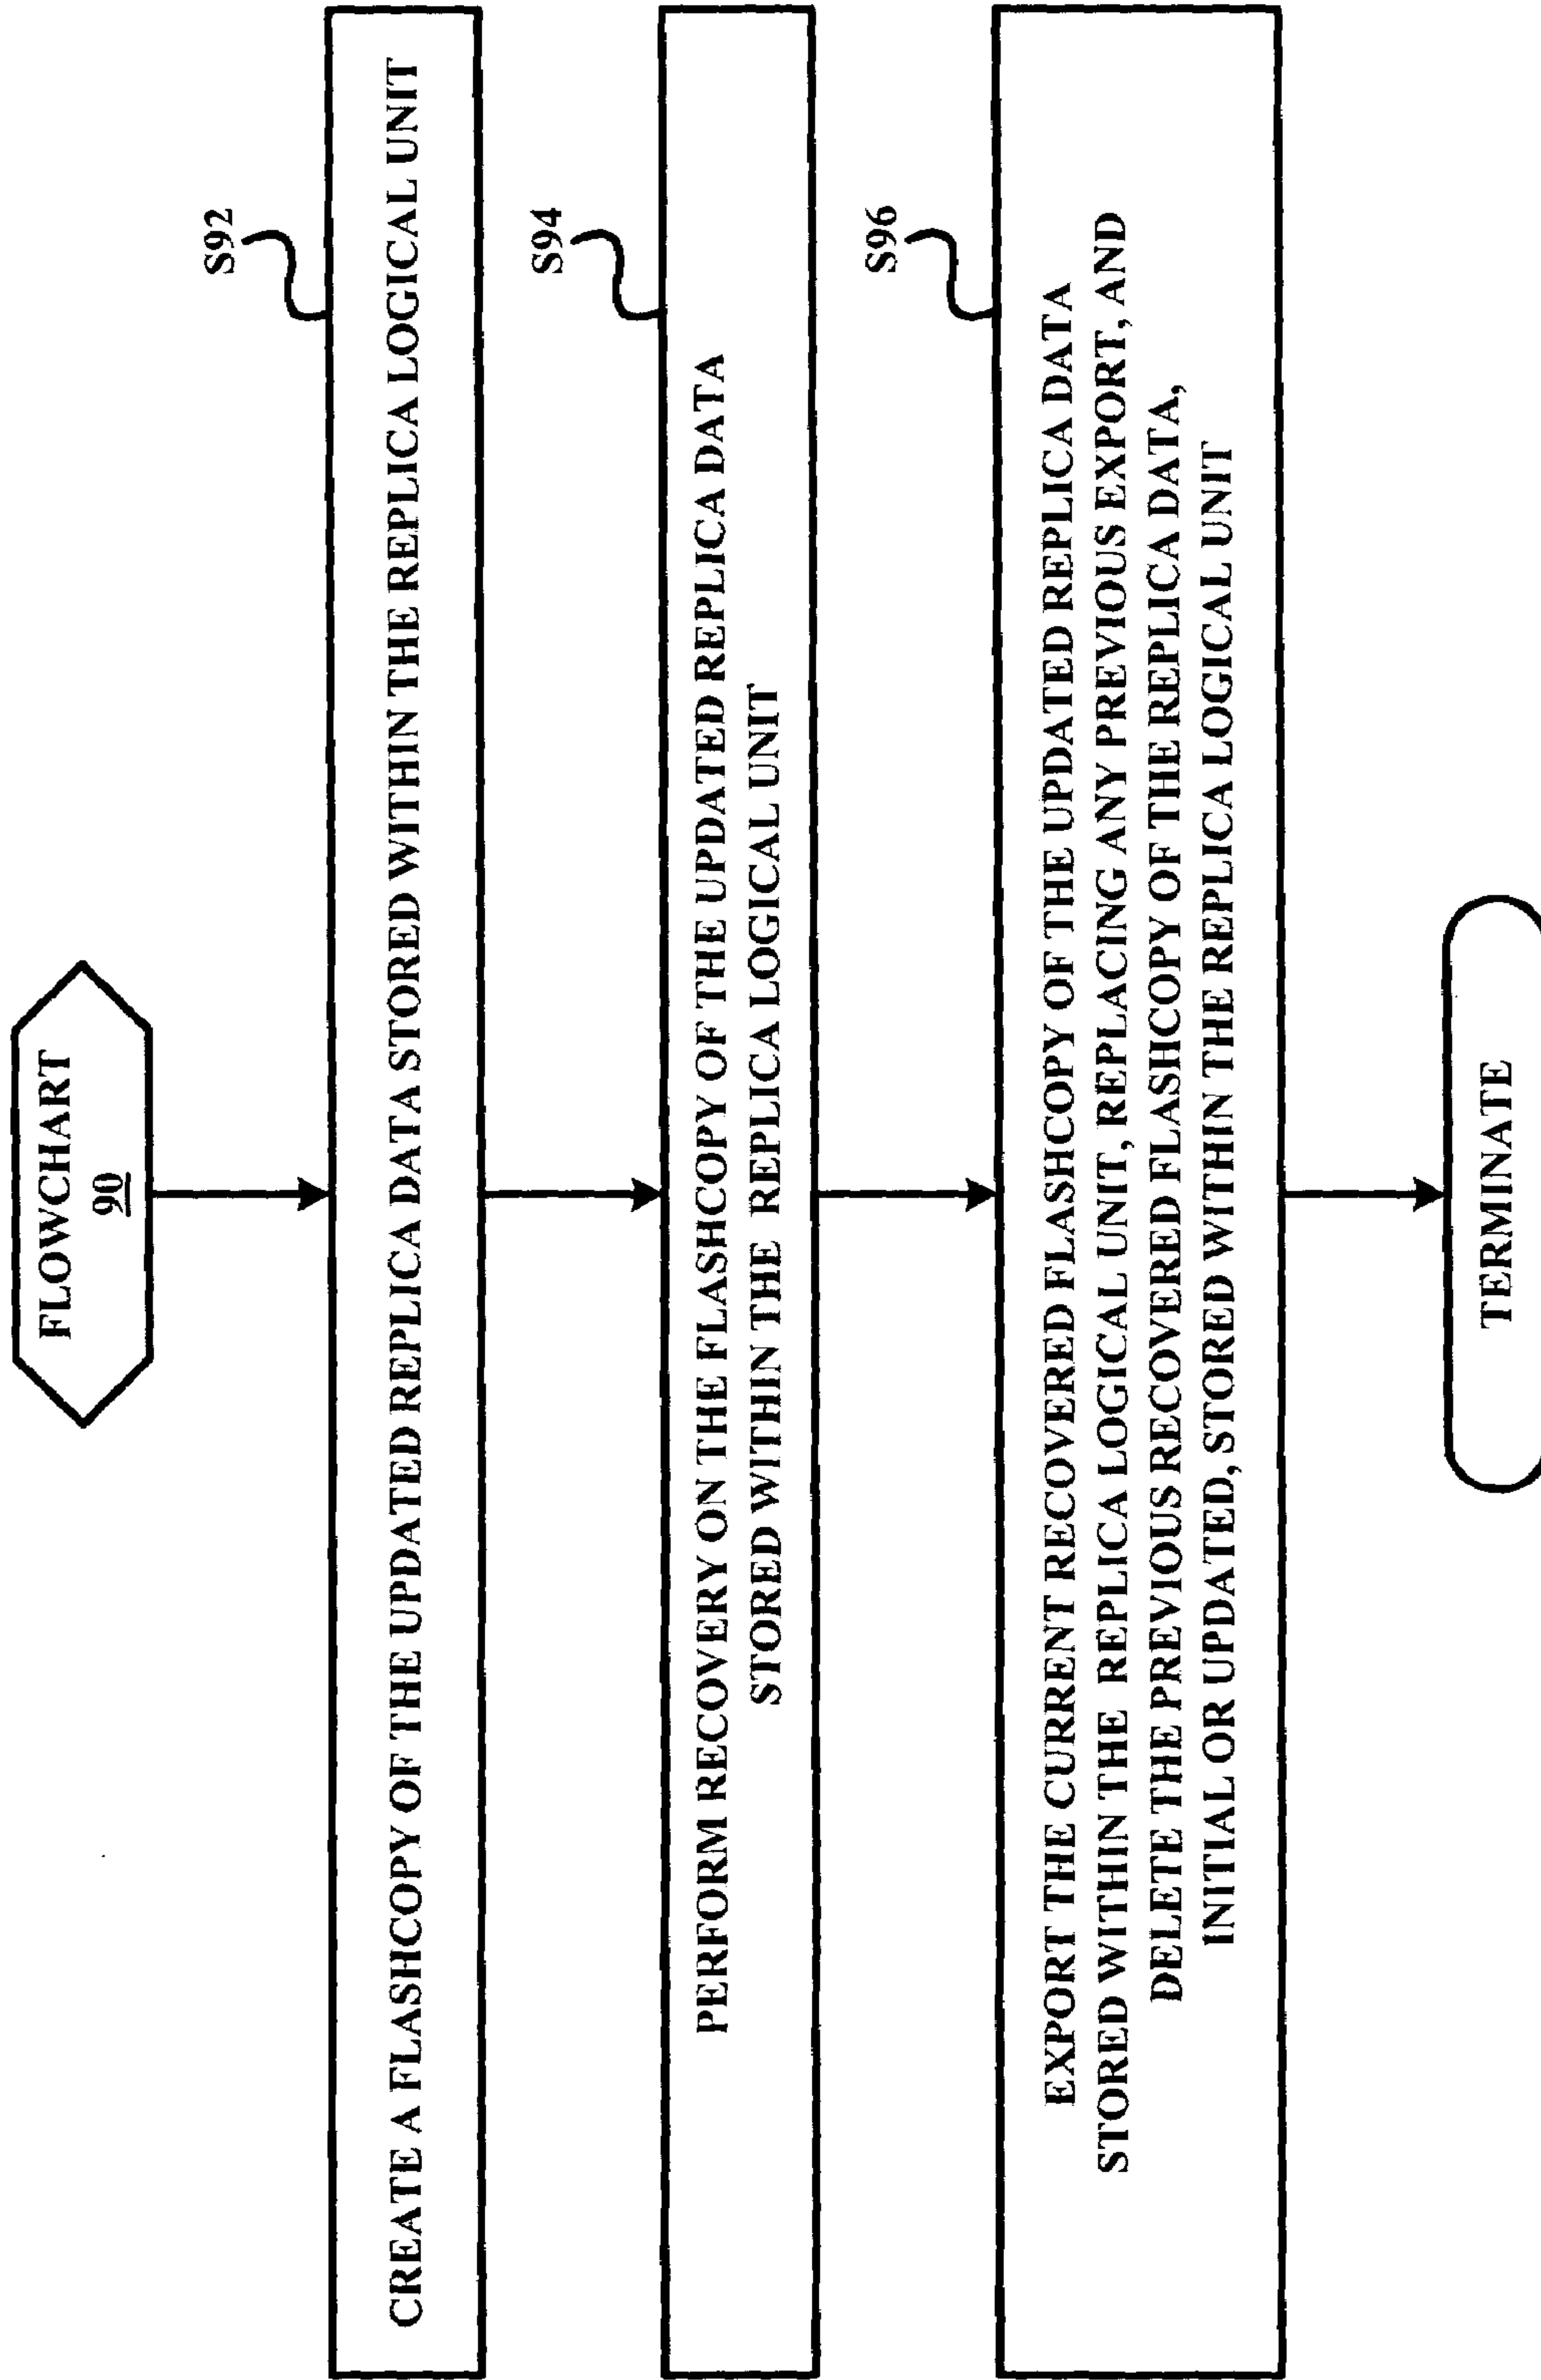 FLOWCHART
90
S92
CREATE A FLASHCOPY OF THE UPDATED REPLICA DATA STORED WITHIN THE REPLICA LOGICAL UNIT
S94
PERFORM RECOVERY ON THE FLASHCOPY OF THE UPDATED REPLICA DATA
STORED WITHIN THE REPLICA LOGICAL UNIT
S96
EXPORT THE CURRENT RECOVERED FLASHCOPY OF THE UPDATED REPLICA DATA
STORED WITHIN THE REPLICA LOGICAL UNIT, REPLACING ANY PREVIOUS EXPORT, AND
DELETE THE PREVIOUS RECOVERED FLASHCOPY OF THE REPLICA DATA,
INITIAL OR UPDATED, STORED WITHIN THE REPLICA LOGICAL UNIT
TERMINATE